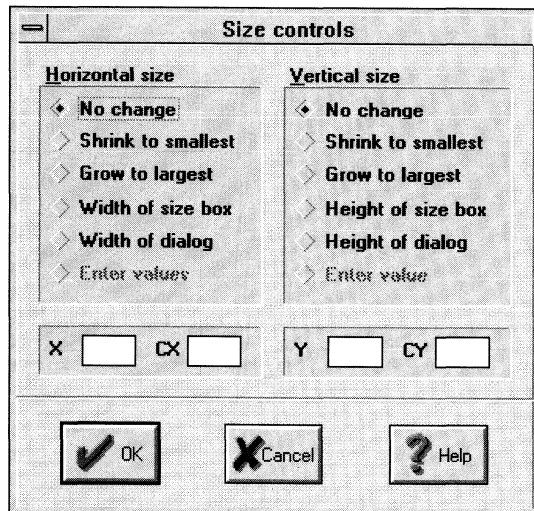 Size controls
Horizontal size
No change
Shrink to smallest
Grow to largest
Width of size box
Width of dialog
Enter values
X CX
Vertical size
No change
Shrink to smallest
Grow to largest
Height of size box
Height of dialog
Enter value
Y CY
OK Cancel Help